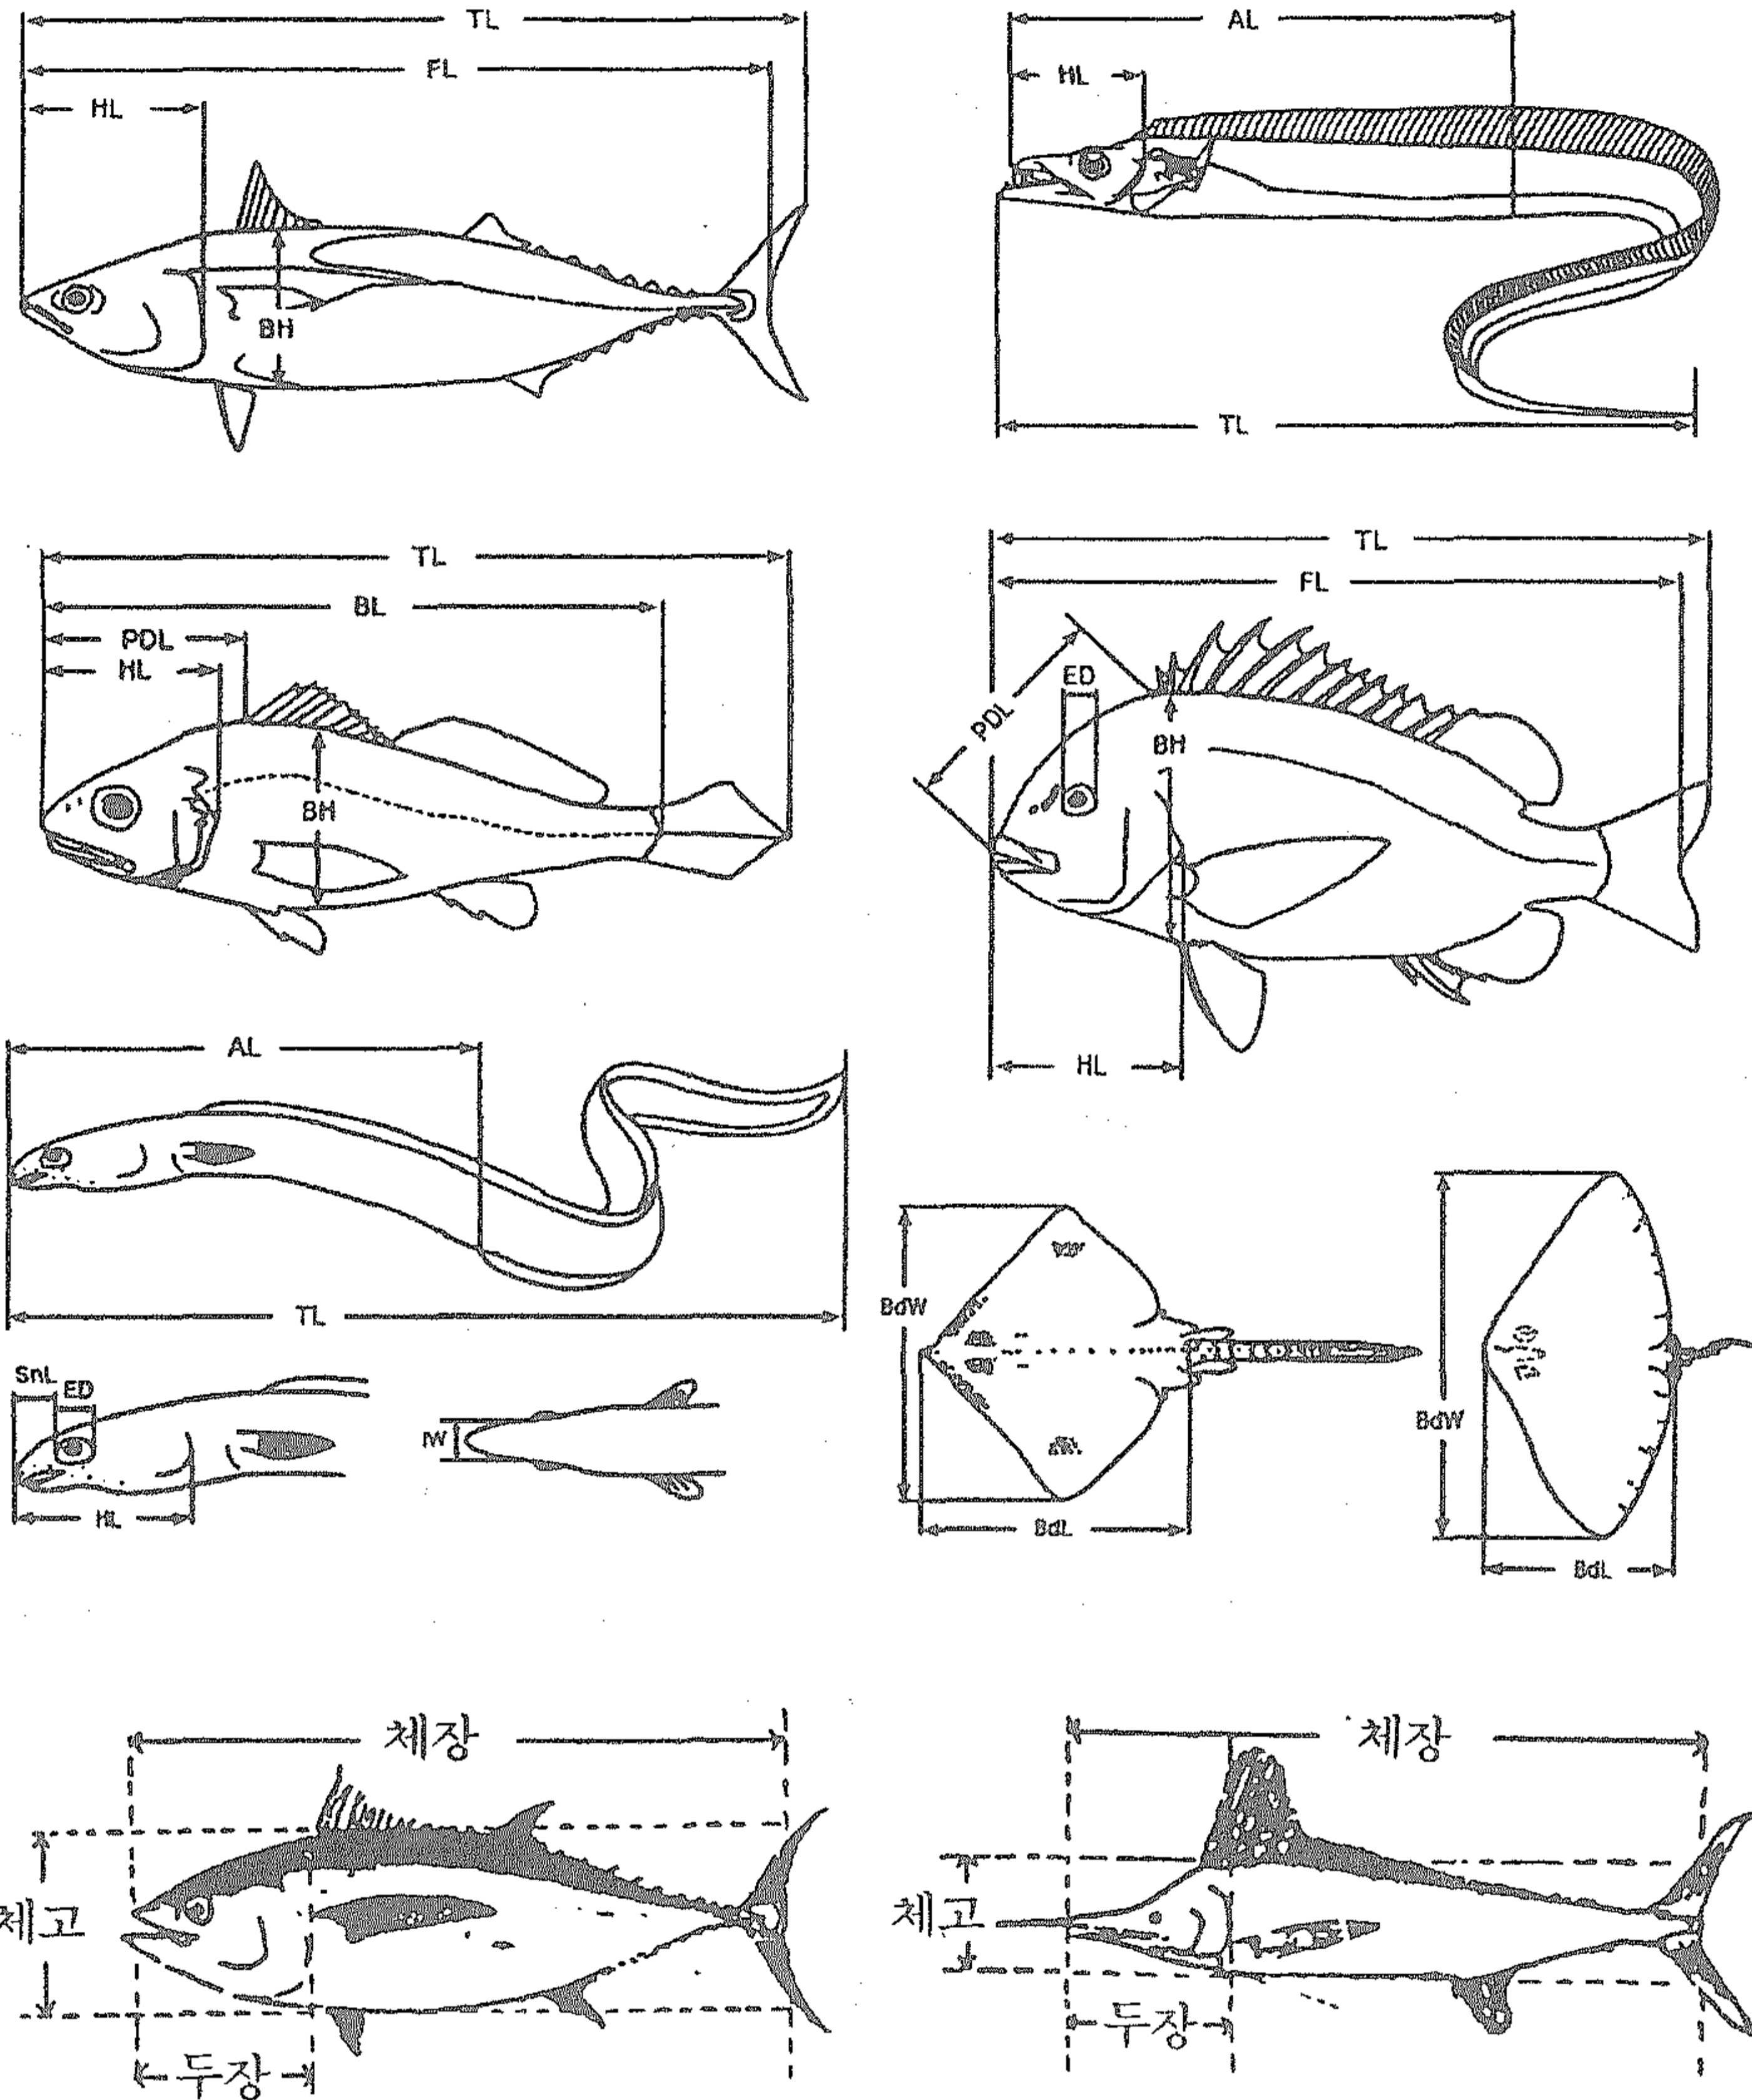 TL
FL
HL
BH
AL
HL
TL
TL
BL
PDL
HL
BH
TL
FL
PDL
ED
BH
HL
AL
TL
SnL
ED
HL
IW
BdW
BdL
BdW
BdL
체장
체고
두장
체장
체고
두장